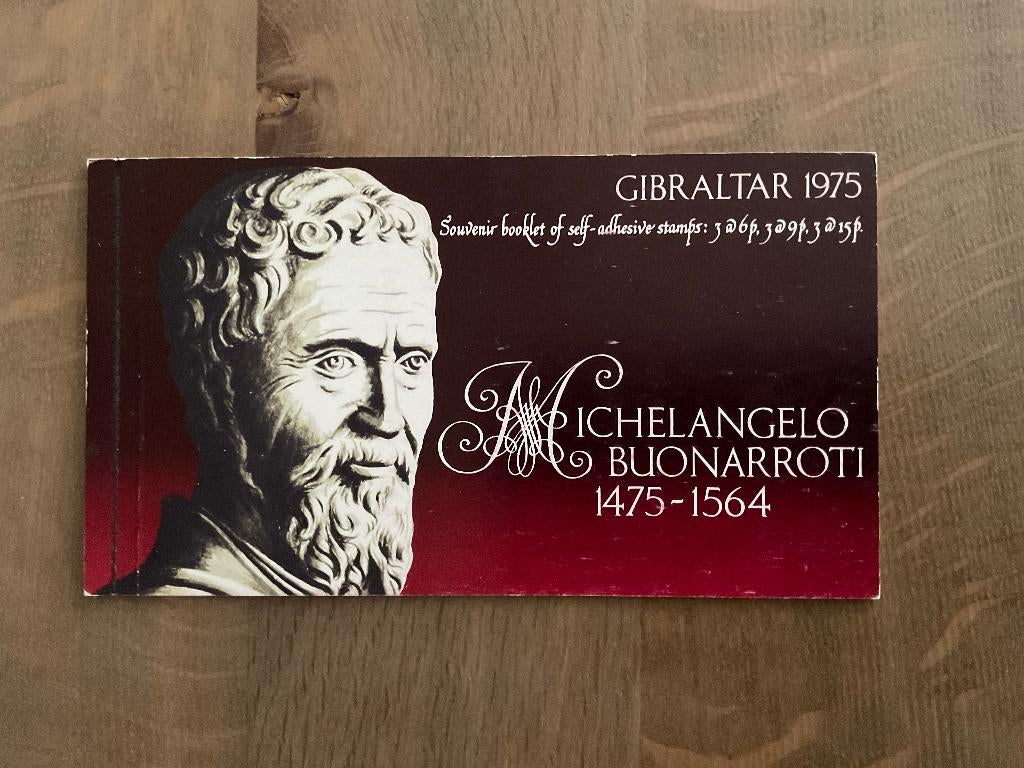 GIBRALTAR 1975
Souvenir booklet of self-adhesive stamps: 3@6p, 3@9p, 3@15p.
MICHELANGELO
BUONARROTI
1475-1564